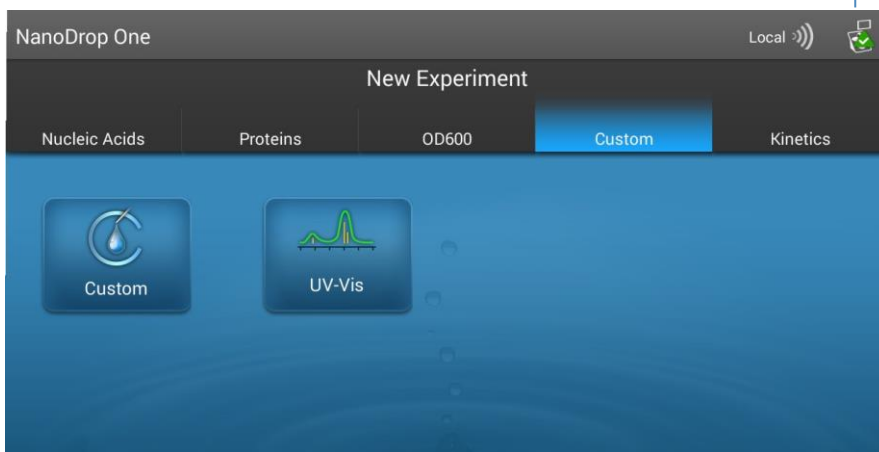 NanoDrop One
Local
New Experiment
Nucleic Acids Proteins OD600 Custom Kinetics
Custom UV-Vis